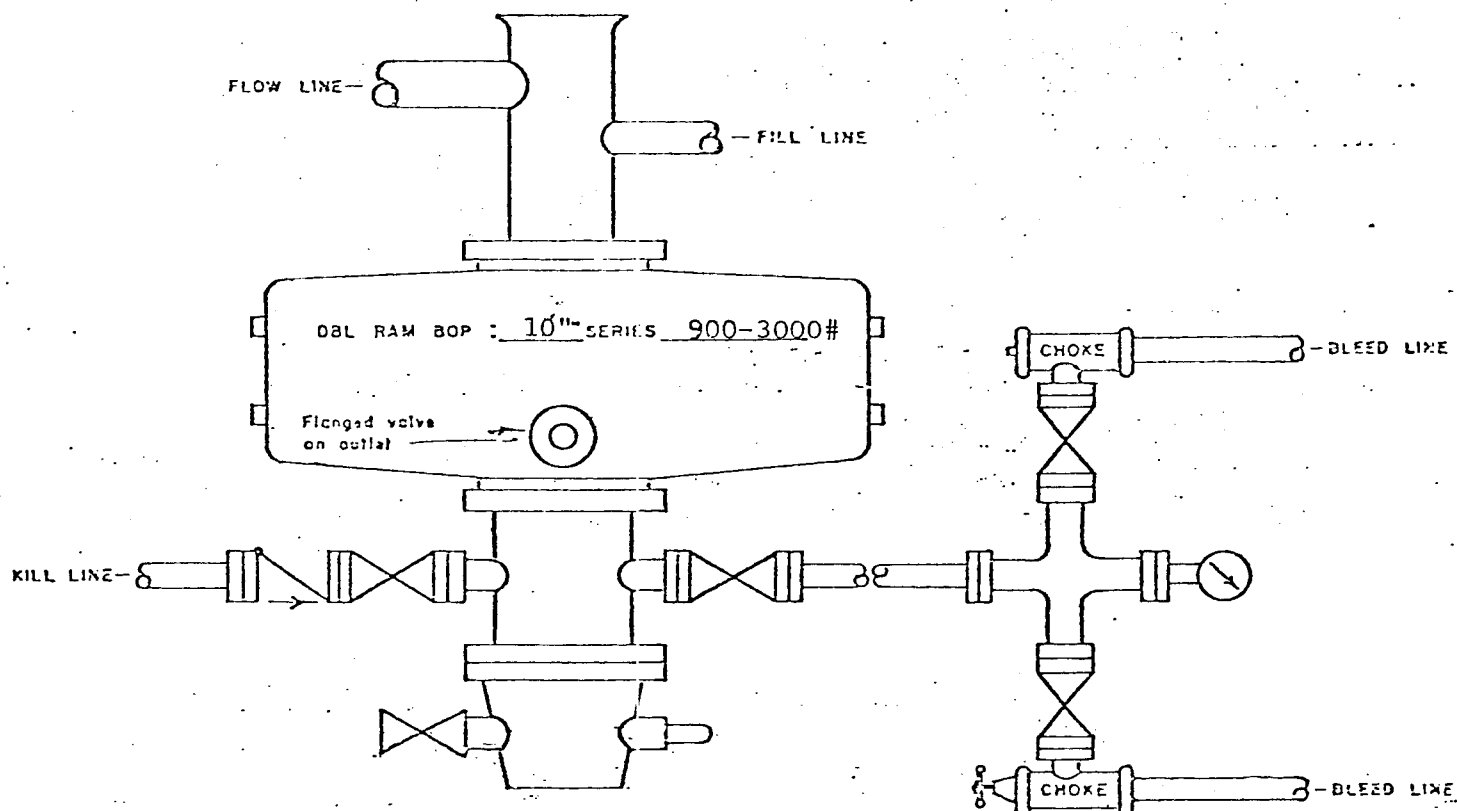 FLOW LINE
FILL LINE
DBL RAM BOP : 10" SERIES 900-3000#
CHOKE
BLEED LINE
Flanged valve
on outlet
KILL LINE
CHOKE
BLEED LINE